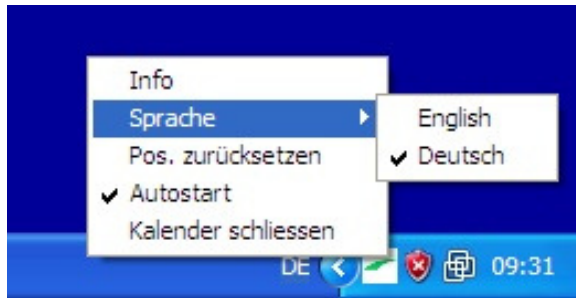 Info
Sprache
English
Pos. zurücksetzen
Deutsch
Autostart
Kalender schliessen
DE
09:31